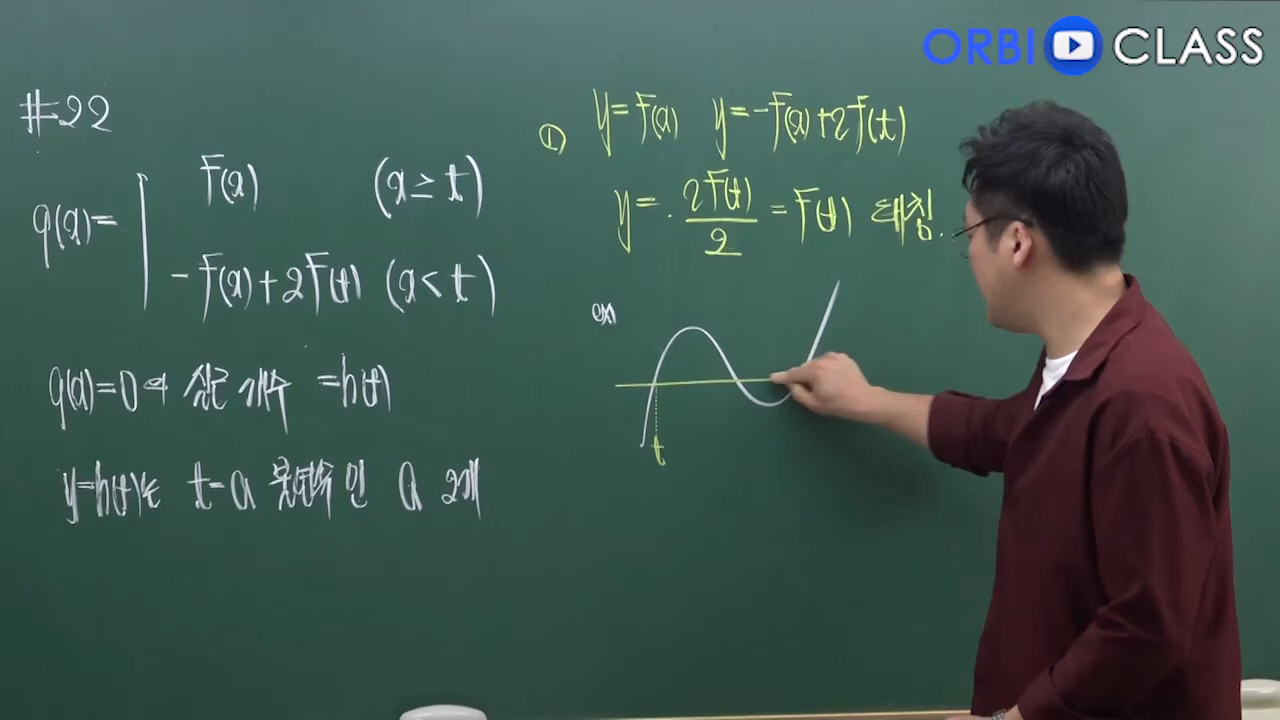 ORBI CLASS
#22
g(x)= f(x) (x≥t)
-f(x)+2f(t) (x<t)
g(x)=0의 실근 개수 =h(t)
y=h(t)는 t=a 불연속인 a 2개
① y=f(x) y=-f(x)+2f(t)
y=. 2f(t)/2 = f(t) 대칭.
ex)
t